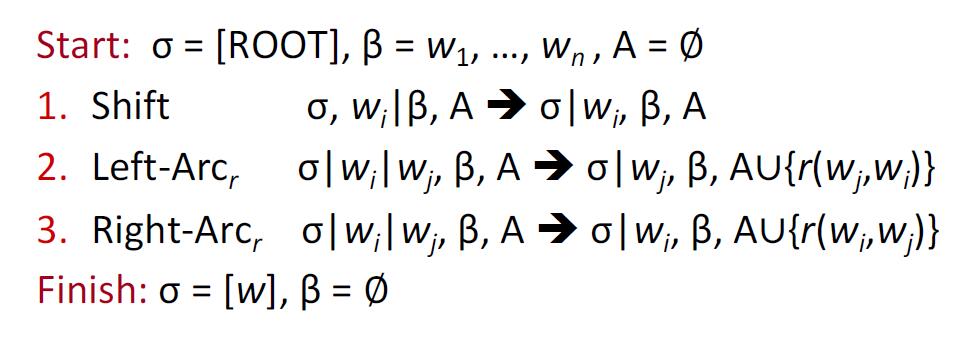 Start: σ = [ROOT], β = w₁, …, wₙ , A = Ø
1. Shift σ, wᵢ|β, A ➔ σ|wᵢ, β, A
2. Left-Arcᵣ σ|wᵢ|wⱼ, β, A ➔ σ|wⱼ, β, A∪{r(wⱼ,wᵢ)}
3. Right-Arcᵣ σ|wᵢ|wⱼ, β, A ➔ σ|wᵢ, β, A∪{r(wᵢ,wⱼ)}
Finish: σ = [w], β = Ø